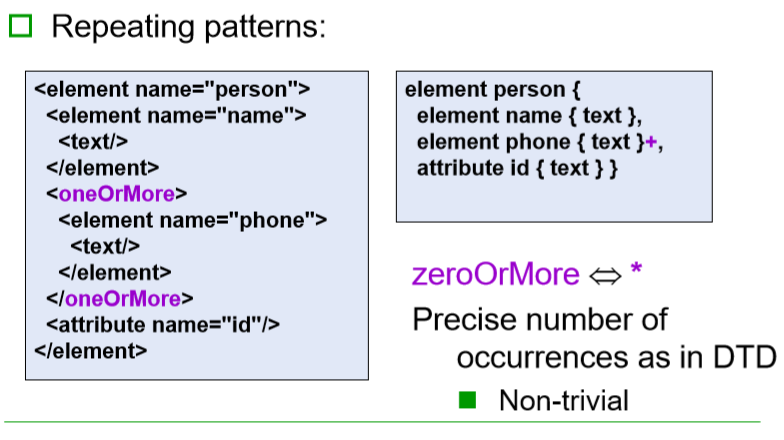 Repeating patterns:
<element name="person">
<element name="name">
<text/>
</element>
<oneOrMore>
<element name="phone">
<text/>
</element>
</oneOrMore>
<attribute name="id"/>
</element>
element person {
element name { text },
element phone { text }+,
attribute id { text } }
zeroOrMore ⇔ *
Precise number of
occurrences as in DTD
Non-trivial